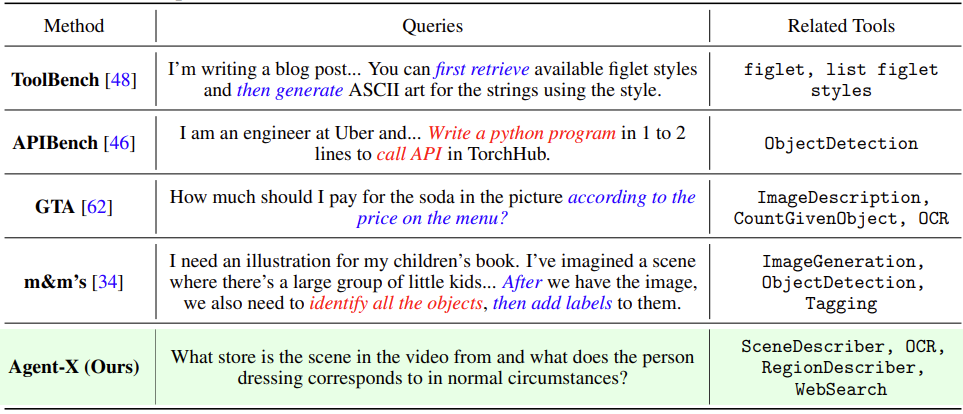 Method Queries Related Tools
ToolBench [48] I'm writing a blog post... You can first retrieve available figlet styles and then generate ASCII art for the strings using the style. figlet, list figlet styles
APIBench [46] I am an engineer at Uber and... Write a python program in 1 to 2 lines to call API in TorchHub. ObjectDetection
GTA [62] How much should I pay for the soda in the picture according to the price on the menu? ImageDescription, CountGivenObject, OCR
m&m's [34] I need an illustration for my children's book. I've imagined a scene where there's a large group of little kids... After we have the image, we also need to identify all the objects, then add labels to them. ImageGeneration, ObjectDetection, Tagging
Agent-X (Ours) What store is the scene in the video from and what does the person dressing corresponds to in normal circumstances? SceneDescriber, OCR, RegionDescriber, WebSearch